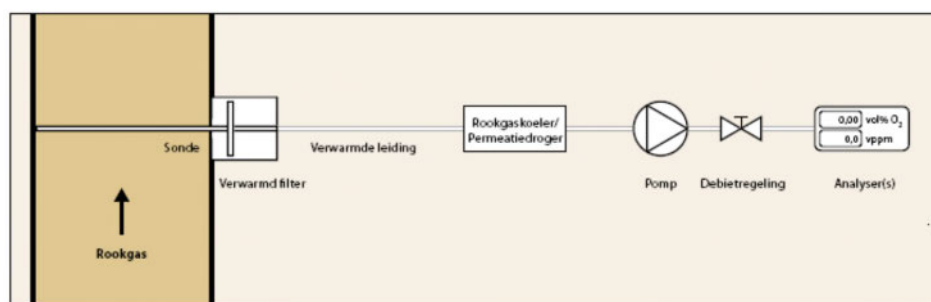 Rookgaskoeler/
Permeatiedroger
0,00 vol% O₂
0,0 vppm
Sonde
Verwarmde leiding
Verwarmd filter
Pomp
Debietregeling
Analyser(s)
Rookgas